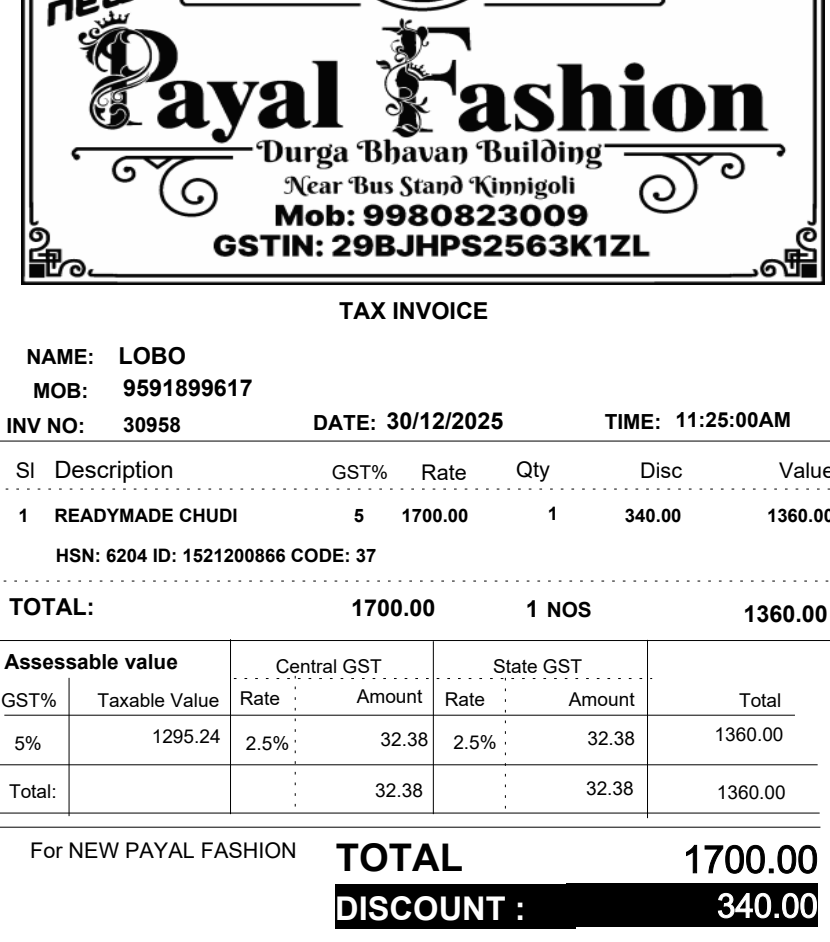 new
Payal Fashion
Durga Bhavan Building
Near Bus Stand Kinnigoli
Mob: 9980823009
GSTIN: 29BJHPS2563K1ZL
TAX INVOICE
NAME: LOBO
MOB: 9591899617
INV NO: 30958 DATE: 30/12/2025 TIME: 11:25:00AM
Sl Description GST% Rate Qty Disc Value
1 READYMADE CHUDI 5 1700.00 1 340.00 1360.00
HSN: 6204 ID: 1521200866 CODE: 37
TOTAL: 1700.00 1 NOS 1360.00
Assessable value Central GST State GST
GST% Taxable Value Rate Amount Rate Amount Total
5% 1295.24 2.5% 32.38 2.5% 32.38 1360.00
Total: 32.38 32.38 1360.00
For NEW PAYAL FASHION TOTAL 1700.00
DISCOUNT : 340.00